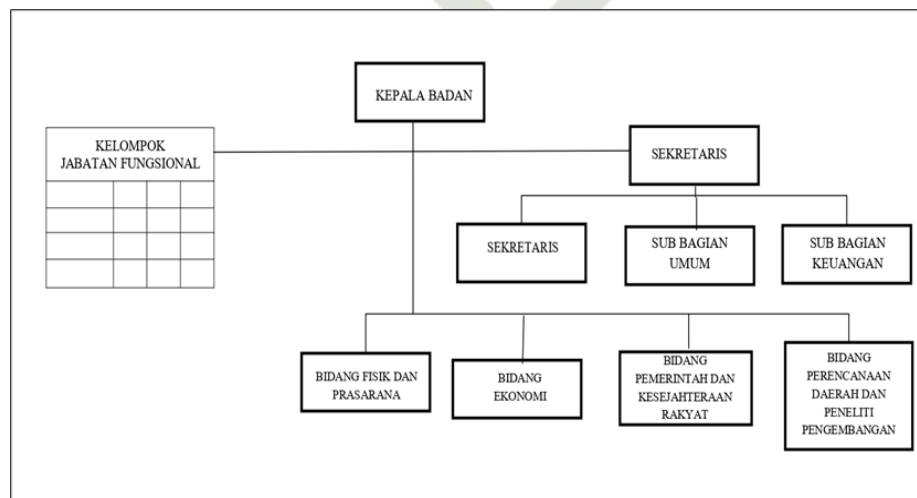 KEPALA BADAN
KELOMPOK
JABATAN FUNGSIONAL
SEKRETARIS
SEKRETARIS
SUB BAGIAN
UMUM
SUB BAGIAN
KEUANGAN
BIDANG FISIK DAN
PRASARANA
BIDANG
EKONOMI
BIDANG
PEMERINTAH DAN
KESEJAHTERAAN
RAKYAT
BIDANG
PERENCANAAN
DAERAH DAN
PENELITI
PENGEMBANGAN